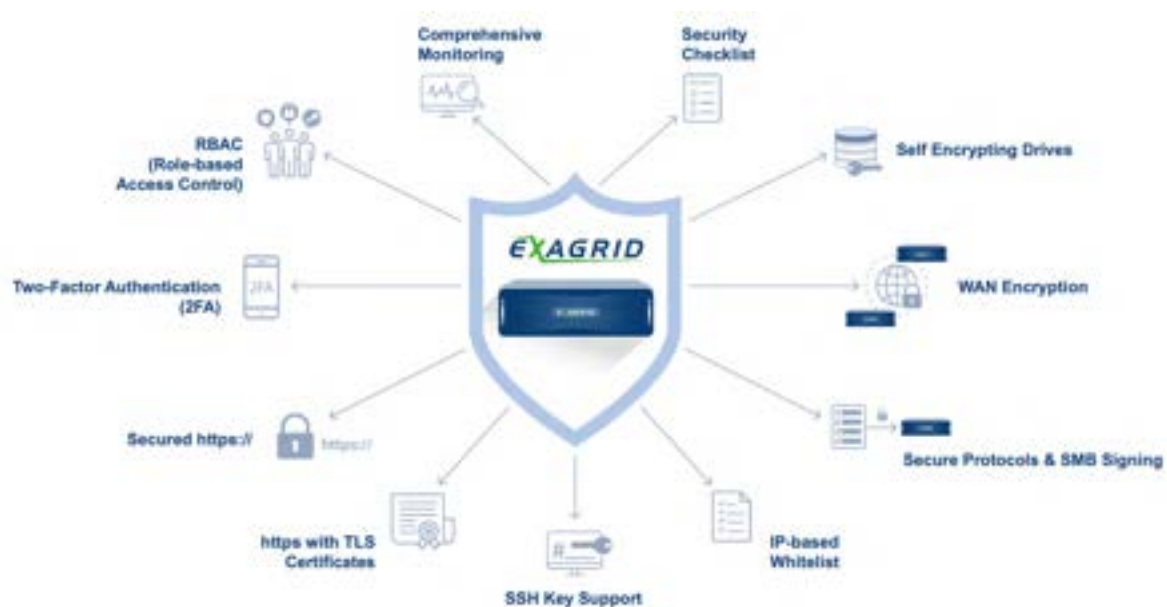 Comprehensive
Monitoring
Security
Checklist
RBAC
(Role-based
Access Control)
Self Encrypting Drives
EXAGRID
EXAGRID
Two-Factor Authentication
(2FA)
2FA
WAN Encryption
Secured https://
https://
Secure Protocols & SMB Signing
https with TLS
Certificates
#
SSH Key Support
IP-based
Whitelist